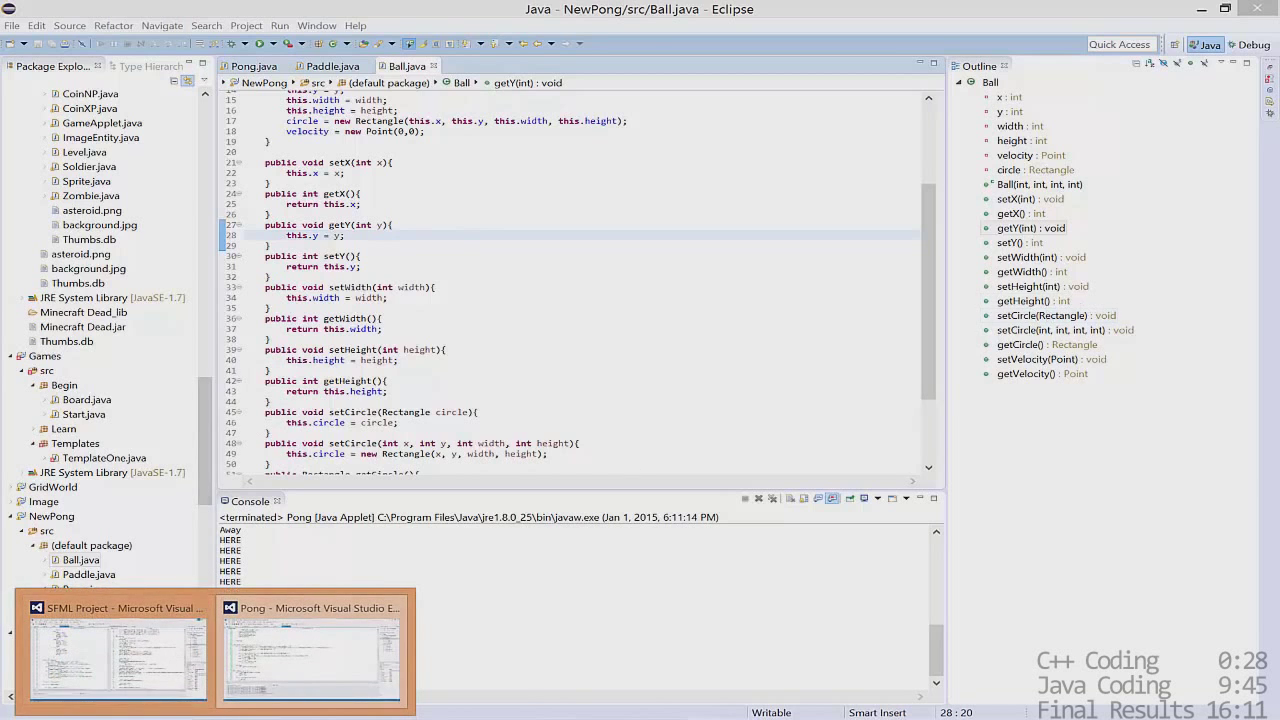 Java - NewPong/src/Ball.java - Eclipse
File Edit Source Refactor Navigate Search Project Run Window Help
Quick Access Java Debug
Package Explo... Type Hierarch
Pong.java Paddle.java Ball.java
Outline
NewPong src (default package) Ball getY(int) : void
CoinNP.java
CoinXP.java
GameApplet.java
ImageEntity.java
Level.java
Soldier.java
Sprite.java
Zombie.java
asteroid.png
background.jpg
Thumbs.db
asteroid.png
background.jpg
Thumbs.db
JRE System Library [JavaSE-1.7]
Minecraft Dead_lib
Minecraft Dead.jar
Thumbs.db
Games
src
Begin
Board.java
Start.java
Learn
Templates
TemplateOne.java
JRE System Library [JavaSE-1.7]
GridWorld
Image
NewPong
src
(default package)
Ball.java
Paddle.java
15 this.width = width;
16 this.height = height;
17 circle = new Rectangle(this.x, this.y, this.width, this.height);
18 velocity = new Point(0,0);
19 }
20
21 public void setX(int x){
22 this.x = x;
23 }
24 public int getX(){
25 return this.x;
26 }
27 public void getY(int y){
28 this.y = y;
29 }
30 public int setY(){
31 return this.y;
32 }
33 public void setWidth(int width){
34 this.width = width;
35 }
36 public int getWidth(){
37 return this.width;
38 }
39 public void setHeight(int height){
40 this.height = height;
41 }
42 public int getHeight(){
43 return this.height;
44 }
45 public void setCircle(Rectangle circle){
46 this.circle = circle;
47 }
48 public void setCircle(int x, int y, int width, int height){
49 this.circle = new Rectangle(x, y, width, height);
50 }
Ball
x : int
y : int
width : int
height : int
velocity : Point
circle : Rectangle
Ball(int, int, int, int)
setX(int) : void
getX() : int
getY(int) : void
setY() : int
setWidth(int) : void
getWidth() : int
setHeight(int) : void
getHeight() : int
setCircle(Rectangle) : void
setCircle(int, int, int, int) : void
getCircle() : Rectangle
setVelocity(Point) : void
getVelocity() : Point
Console
<terminated> Pong [Java Applet] C:\Program Files\Java\jre1.8.0_25\bin\javaw.exe (Jan 1, 2015, 6:11:14 PM)
Away
HERE
HERE
HERE
HERE
HERE
SFML Project - Microsoft Visual ...
Pong - Microsoft Visual Studio E...
C++ Coding 0:28
Java Coding 9:45
Final Results 16:11
Writable Smart Insert 28 : 20